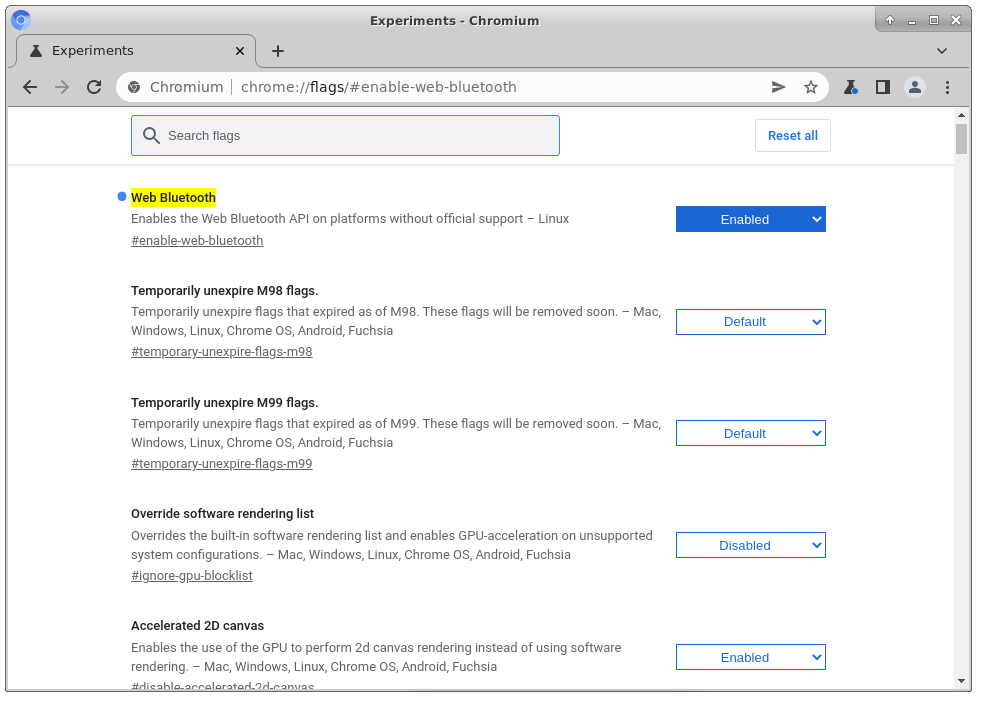 Experiments - Chromium
Experiments
Chromium chrome://flags/#enable-web-bluetooth
Search flags
Reset all
Web Bluetooth
Enables the Web Bluetooth API on platforms without official support – Linux
Enabled
#enable-web-bluetooth
Temporarily unexpire M98 flags.
Temporarily unexpire flags that expired as of M98. These flags will be removed soon. – Mac,
Windows, Linux, Chrome OS, Android, Fuchsia
Default
#temporary-unexpire-flags-m98
Temporarily unexpire M99 flags.
Temporarily unexpire flags that expired as of M99. These flags will be removed soon. – Mac,
Windows, Linux, Chrome OS, Android, Fuchsia
Default
#temporary-unexpire-flags-m99
Override software rendering list
Overrides the built-in software rendering list and enables GPU-acceleration on unsupported
system configurations. – Mac, Windows, Linux, Chrome OS, Android, Fuchsia
Disabled
#ignore-gpu-blocklist
Accelerated 2D canvas
Enables the use of the GPU to perform 2d canvas rendering instead of using software
rendering. – Mac, Windows, Linux, Chrome OS, Android, Fuchsia
Enabled
#disable-accelerated-2d-canvas